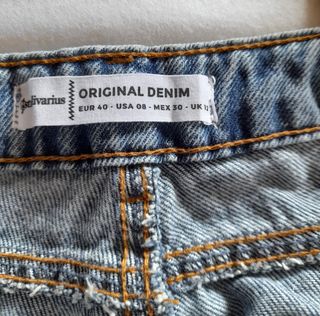 ORIGINAL DENIM
EUR 40 - USA 08 - MEX 30 - UK